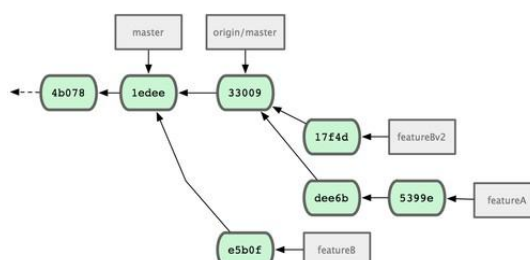 master
origin/master
4b078
1edee
33009
17f4d
featureBv2
dee6b
5399e
featureA
e5b0f
featureB